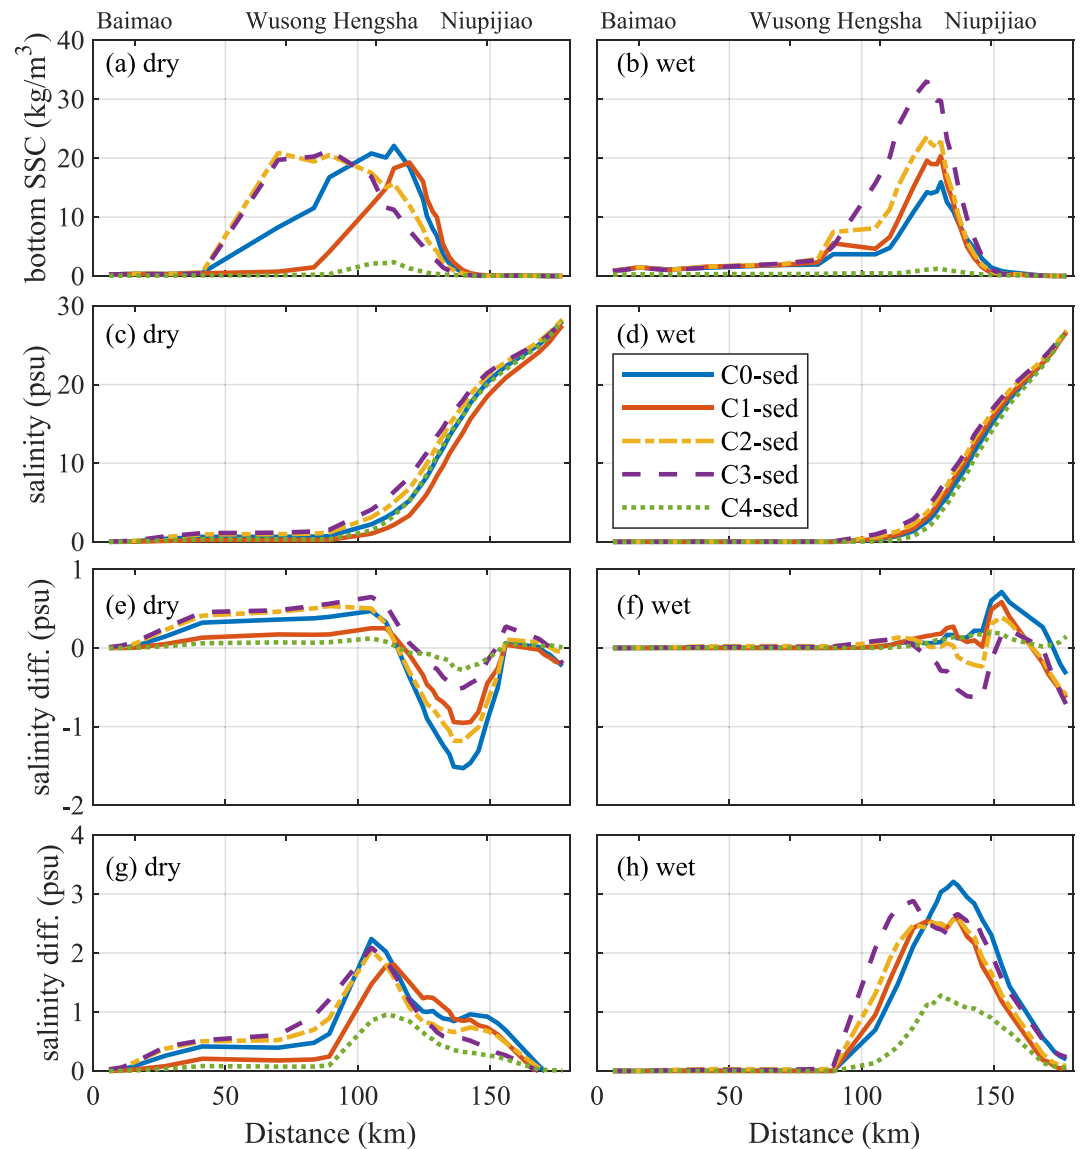 Baimao Wusong Hengsha Niupijiao Baimao Wusong Hengsha Niupijiao
bottom SSC (kg/m³)
40
30
20
10
0
(a) dry
(b) wet
salinity (psu)
30
20
10
0
(c) dry
(d) wet
C0-sed
C1-sed
C2-sed
C3-sed
C4-sed
salinity diff. (psu)
1
0
-1
-2
(e) dry
(f) wet
salinity diff. (psu)
4
3
2
1
0
(g) dry
(h) wet
0 50 100 150 0 50 100 150
Distance (km) Distance (km)